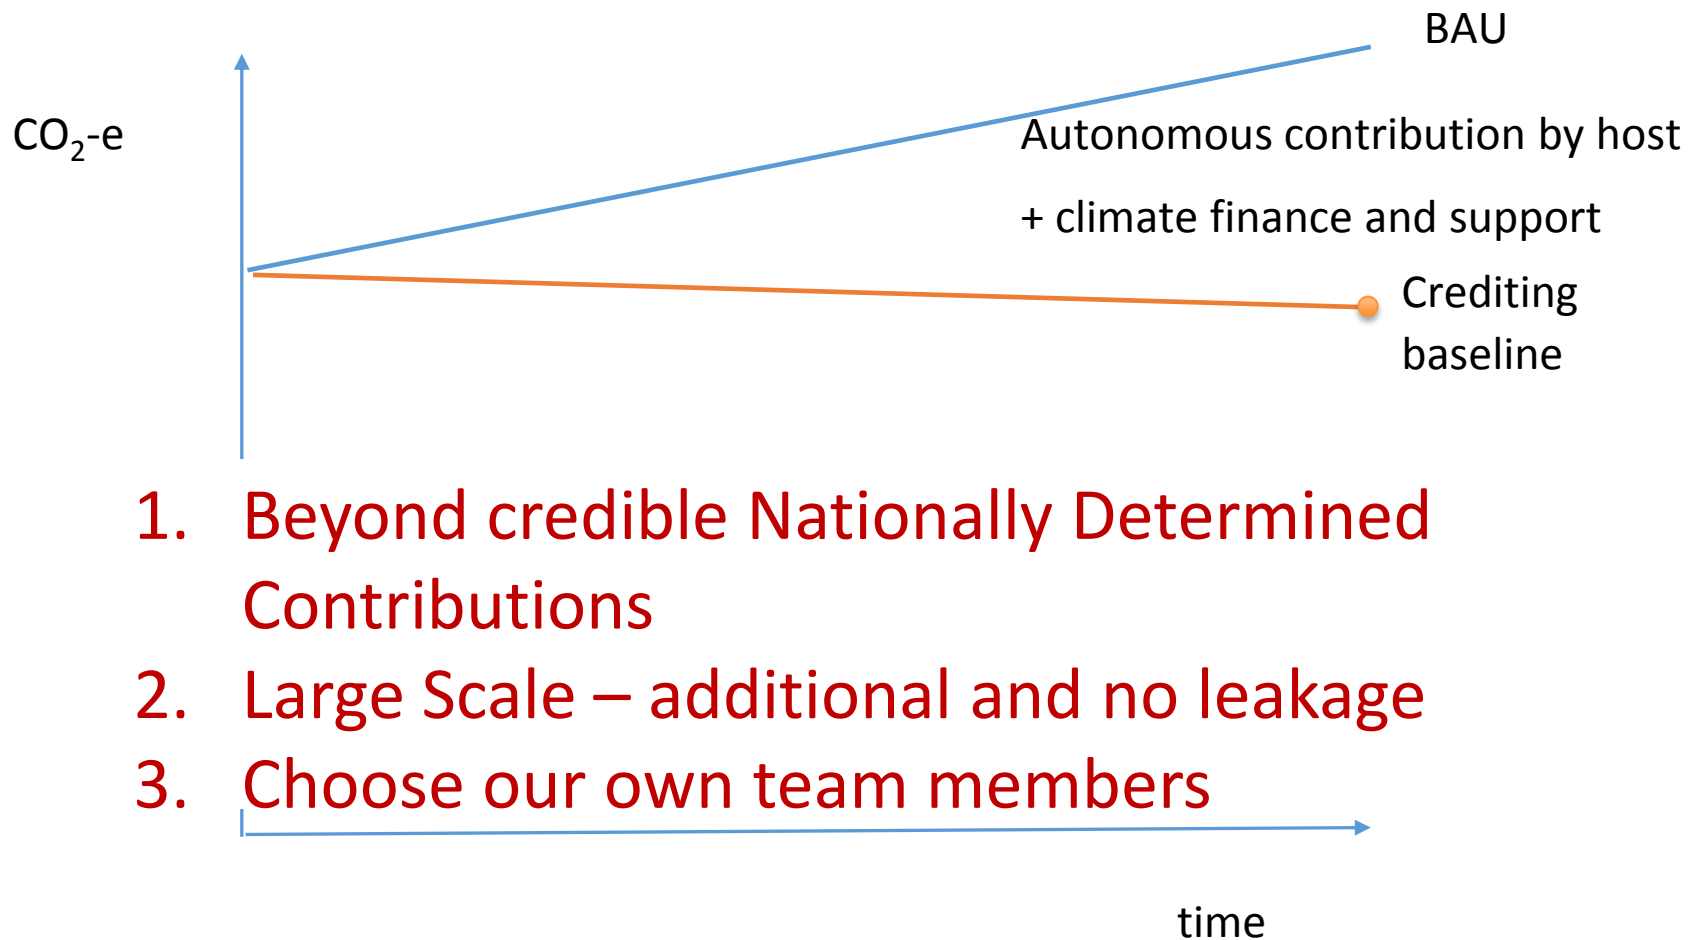 BAU
CO₂-e
Autonomous contribution by host
+ climate finance and support
Crediting
baseline
1. Beyond credible Nationally Determined
Contributions
2. Large Scale – additional and no leakage
3. Choose our own team members
time